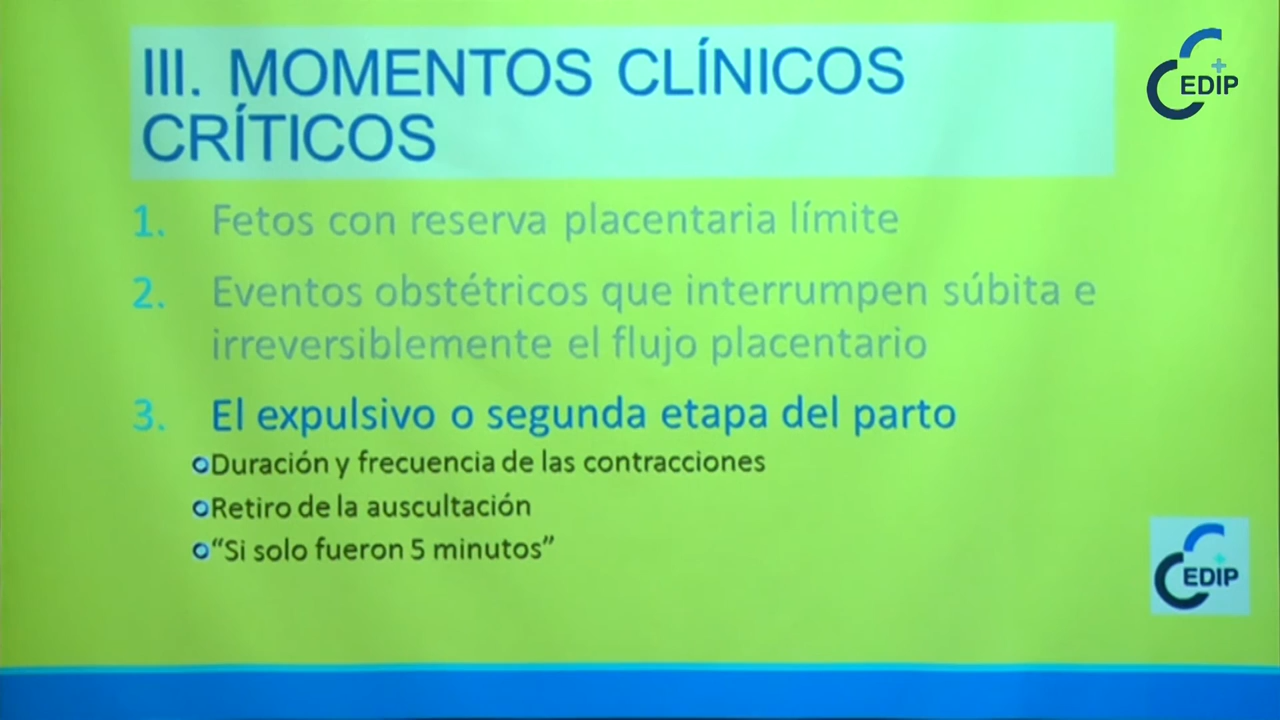 III. MOMENTOS CLÍNICOS
CRÍTICOS
EDIP
1. Fetos con reserva placentaria límite
2. Eventos obstétricos que interrumpen súbita e
irreversiblemente el flujo placentario
3. El expulsivo o segunda etapa del parto
Duración y frecuencia de las contracciones
Retiro de la auscultación
“Si solo fueron 5 minutos”
EDIP